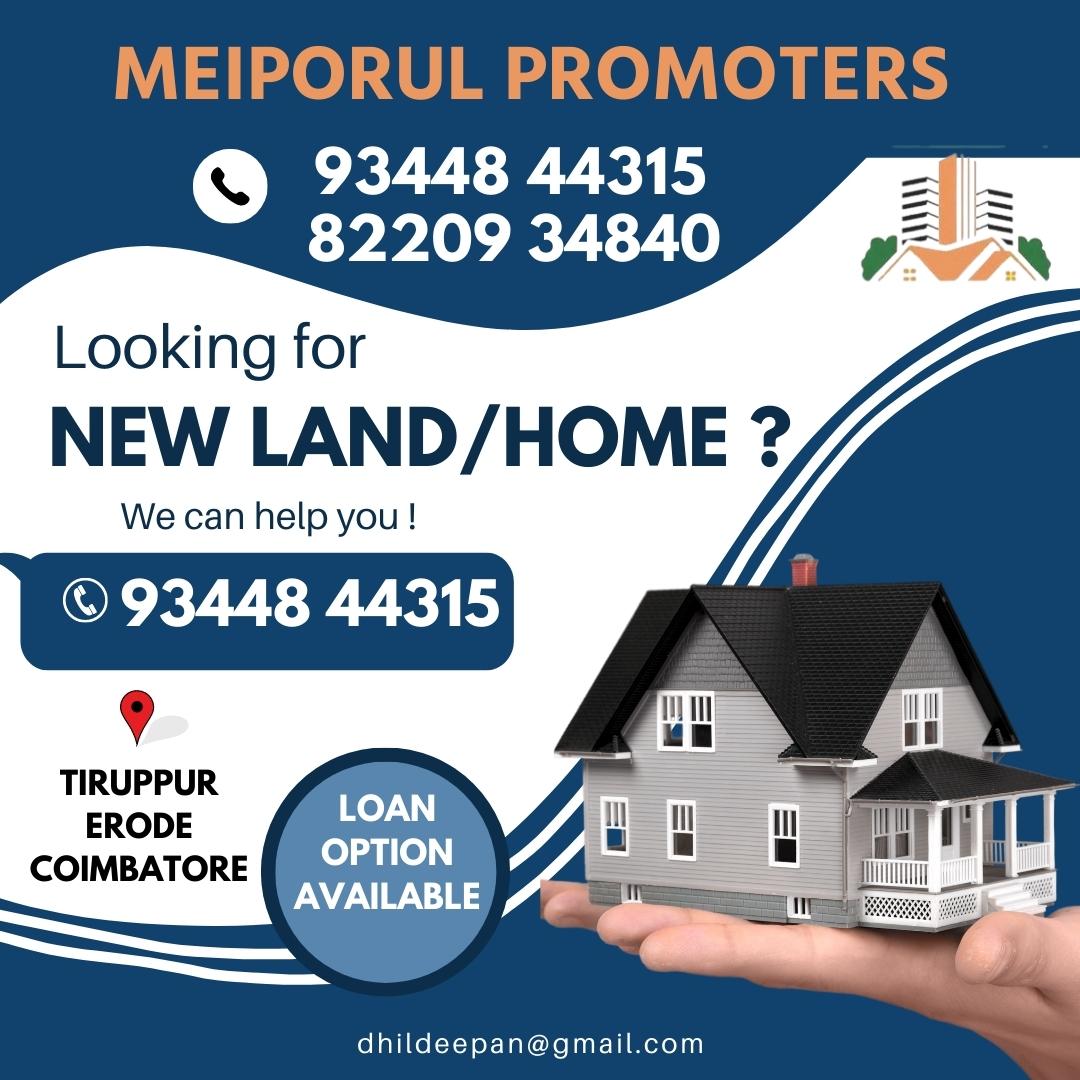 MEIPORUL PROMOTERS
93448 44315
82209 34840
Looking for
NEW LAND/HOME ?
We can help you !
93448 44315
TIRUPPUR
ERODE
COIMBATORE
LOAN
OPTION
AVAILABLE
dhildeepan@gmail.com